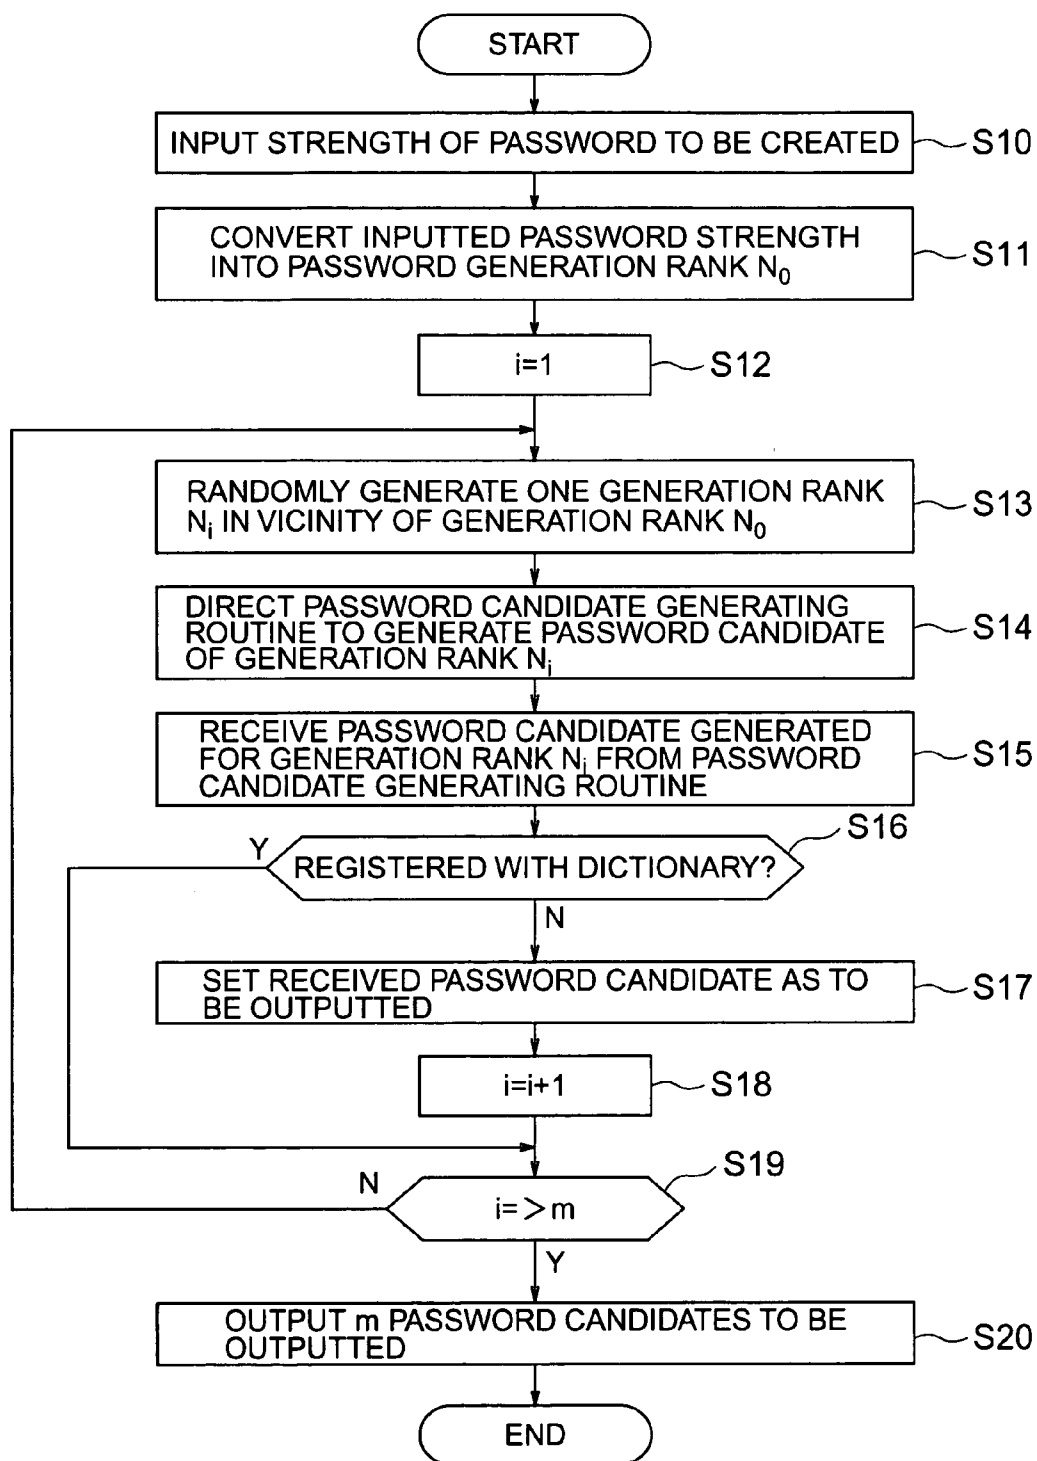 START
INPUT STRENGTH OF PASSWORD TO BE CREATED
S10
CONVERT INPUTTED PASSWORD STRENGTH
INTO PASSWORD GENERATION RANK N0
S11
i=1
S12
RANDOMLY GENERATE ONE GENERATION RANK
Ni IN VICINITY OF GENERATION RANK N0
S13
DIRECT PASSWORD CANDIDATE GENERATING
ROUTINE TO GENERATE PASSWORD CANDIDATE
OF GENERATION RANK Ni
S14
RECEIVE PASSWORD CANDIDATE GENERATED
FOR GENERATION RANK Ni FROM PASSWORD
CANDIDATE GENERATING ROUTINE
S15
S16
Y
REGISTERED WITH DICTIONARY?
N
SET RECEIVED PASSWORD CANDIDATE AS TO
BE OUTPUTTED
S17
i=i+1
S18
S19
N
i=>m
Y
OUTPUT m PASSWORD CANDIDATES TO BE
OUTPUTTED
S20
END